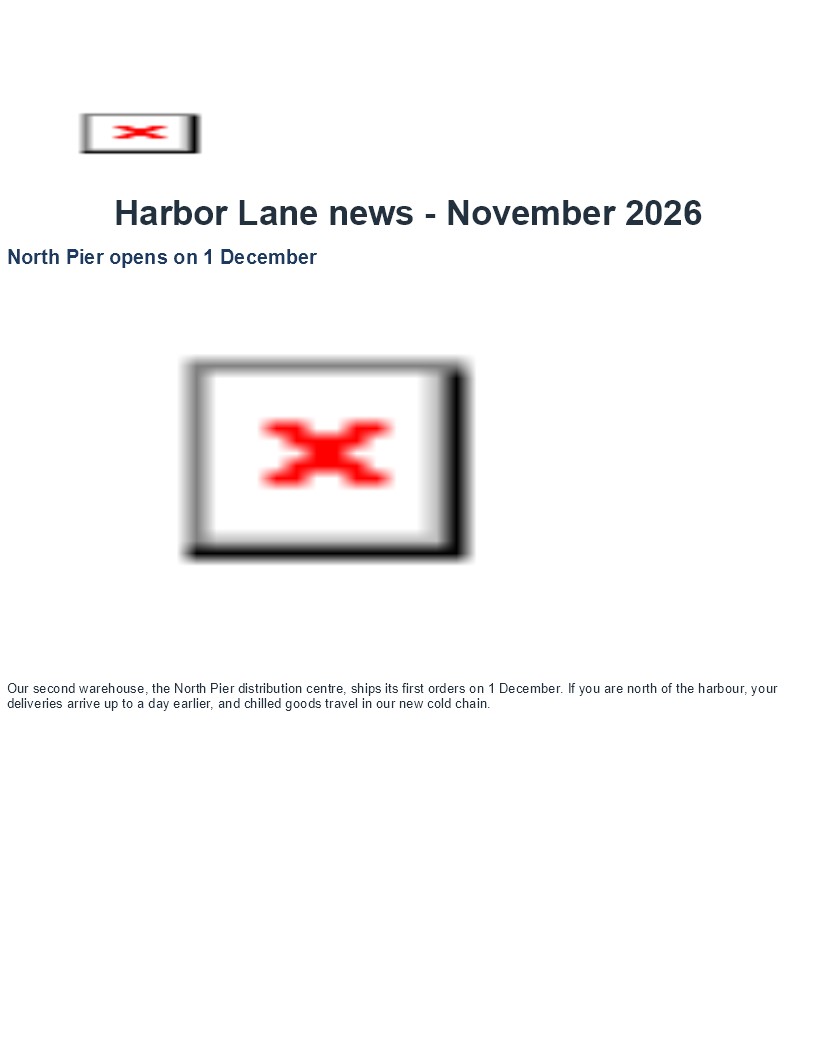 Harbor Lane news - November 2026
North Pier opens on 1 December
Our second warehouse, the North Pier distribution centre, ships its first orders on 1 December. If you are north of the harbour, your
deliveries arrive up to a day earlier, and chilled goods travel in our new cold chain.